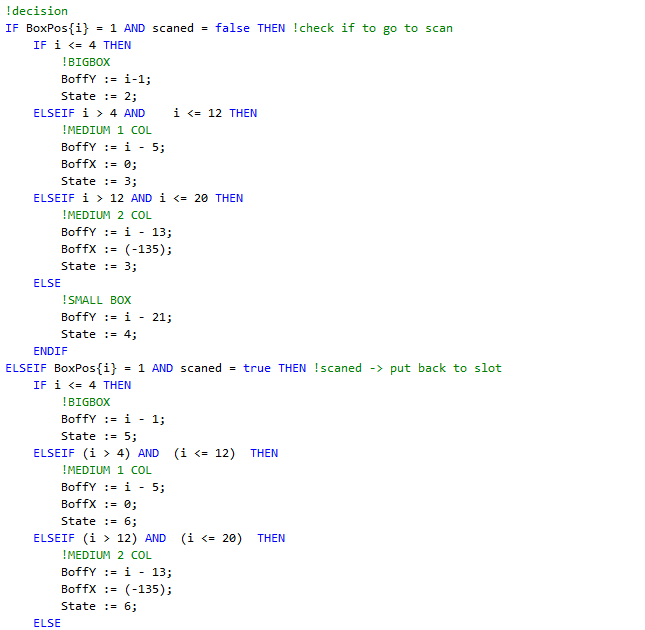 !decision
IF BoxPos{i} = 1 AND scaned = false THEN !check if to go to scan
    IF i <= 4 THEN
        !BIGBOX
        BoffY := i-1;
        State := 2;
    ELSEIF i > 4 AND    i <= 12 THEN
        !MEDIUM 1 COL
        BoffY := i - 5;
        BoffX := 0;
        State := 3;
    ELSEIF i > 12 AND i <= 20 THEN
        !MEDIUM 2 COL
        BoffY := i - 13;
        BoffX := (-135);
        State := 3;
    ELSE
        !SMALL BOX
        BoffY := i - 21;
        State := 4;
    ENDIF
ELSEIF BoxPos{i} = 1 AND scaned = true THEN !scaned -> put back to slot
    IF i <= 4 THEN
        !BIGBOX
        BoffY := i - 1;
        State := 5;
    ELSEIF (i > 4) AND  (i <= 12)  THEN
        !MEDIUM 1 COL
        BoffY := i - 5;
        BoffX := 0;
        State := 6;
    ELSEIF (i > 12) AND  (i <= 20)  THEN
        !MEDIUM 2 COL
        BoffY := i - 13;
        BoffX := (-135);
        State := 6;
    ELSE